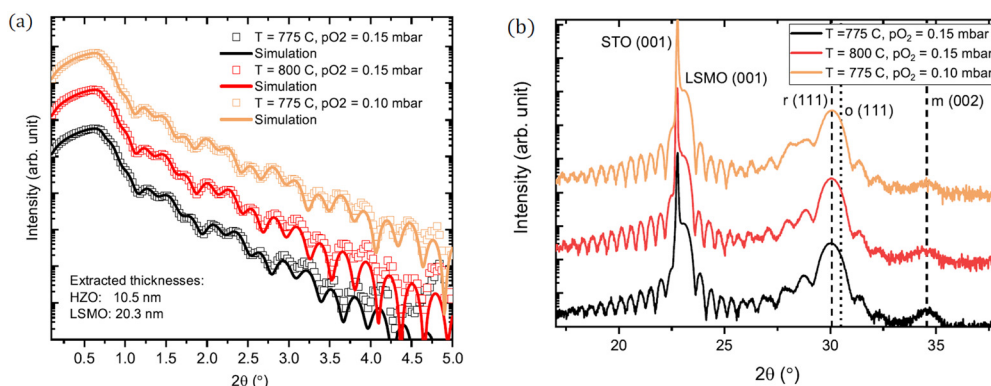 (a)
Intensity (arb. unit)
T = 775 C, pO2 = 0.15 mbar
Simulation
T = 800 C, pO2 = 0.15 mbar
Simulation
T = 775 C, pO2 = 0.10 mbar
Simulation
Extracted thicknesses:
HZO: 10.5 nm
LSMO: 20.3 nm
0.5 1.0 1.5 2.0 2.5 3.0 3.5 4.0 4.5 5.0
2θ (°)
(b)
Intensity (arb. unit)
T =775 C, pO₂ = 0.15 mbar
T = 800 C, pO₂ = 0.15 mbar
T = 775 C, pO₂ = 0.10 mbar
STO (001)
LSMO (001)
r (111)
o (111)
m (002)
20 25 30 35
2θ (°)